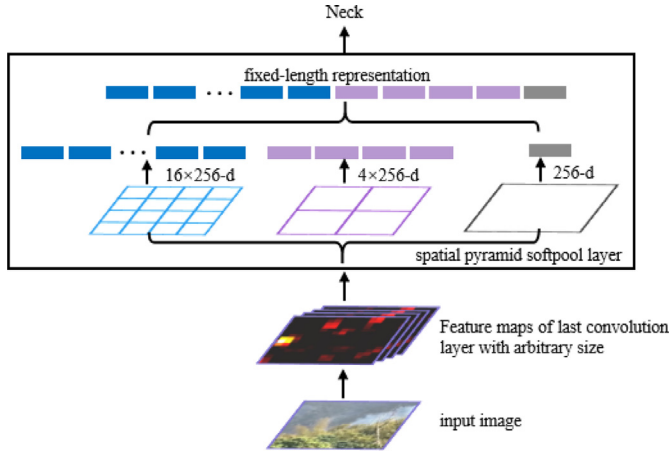 Neck
fixed-length representation
...
...
16×256-d
4×256-d
256-d
spatial pyramid softpool layer
Feature maps of last convolution
layer with arbitrary size
input image